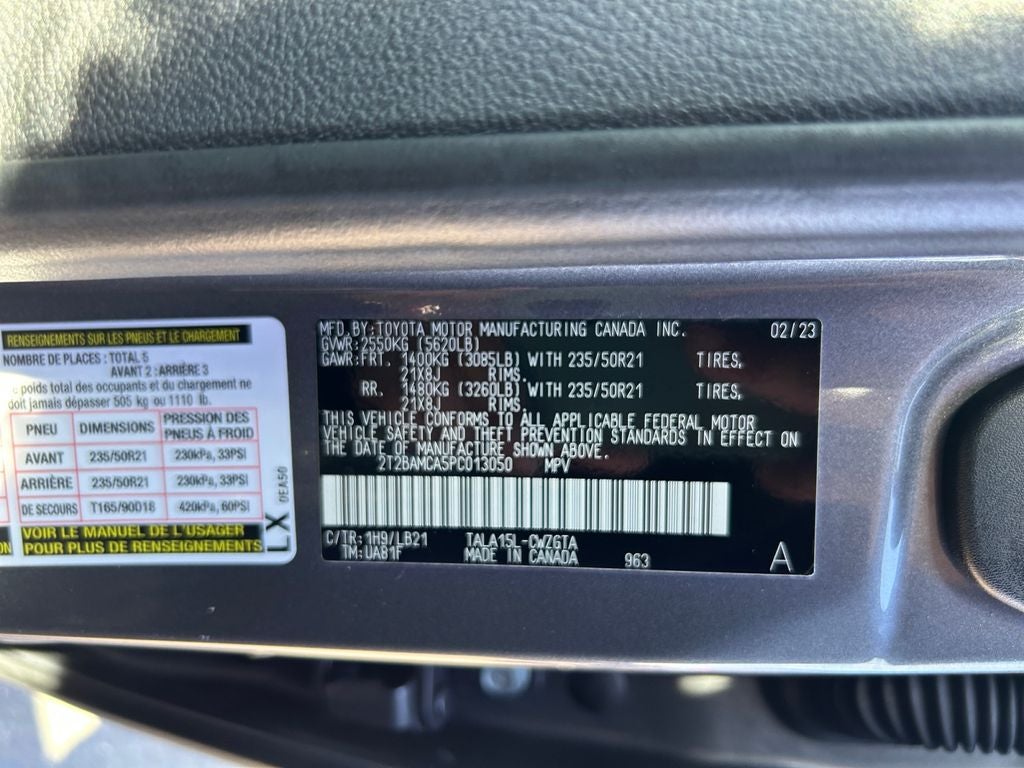 RENSEIGNEMENTS SUR LES PNEUS ET LE CHARGEMENT
NOMBRE DE PLACES : TOTAL 5
AVANT 2 : ARRIÈRE 3
poids total des occupants et du chargement ne
doit jamais dépasser 505 kg ou 1110 lb.
PNEU DIMENSIONS PRESSION DES PNEUS À FROID
AVANT 235/50R21 230kPa, 33PSI
ARRIÈRE 235/50R21 230kPa, 33PSI
DE SECOURS T165/90D18 420kPa, 60PSI
VOIR LE MANUEL DE L'USAGER
POUR PLUS DE RENSEIGNEMENTS
LX 0EA50
MFD.BY:TOYOTA MOTOR MANUFACTURING CANADA INC. 02/23
GVWR:2550KG (5620LB)
GAWR:FRT. 1400KG (3085LB) WITH 235/50R21 TIRES,
21X8J RIMS.
RR. 1480KG (3260LB) WITH 235/50R21 TIRES,
21X8J RIMS.
THIS VEHICLE CONFORMS TO ALL APPLICABLE FEDERAL MOTOR
VEHICLE SAFETY AND THEFT PREVENTION STANDARDS IN EFFECT ON
THE DATE OF MANUFACTURE SHOWN ABOVE.
2T2BAMCA5PC013050 MPV
C/TR:1H9/LB21 TALA15L-CWZGTA
TM:UA81F MADE IN CANADA 963
A